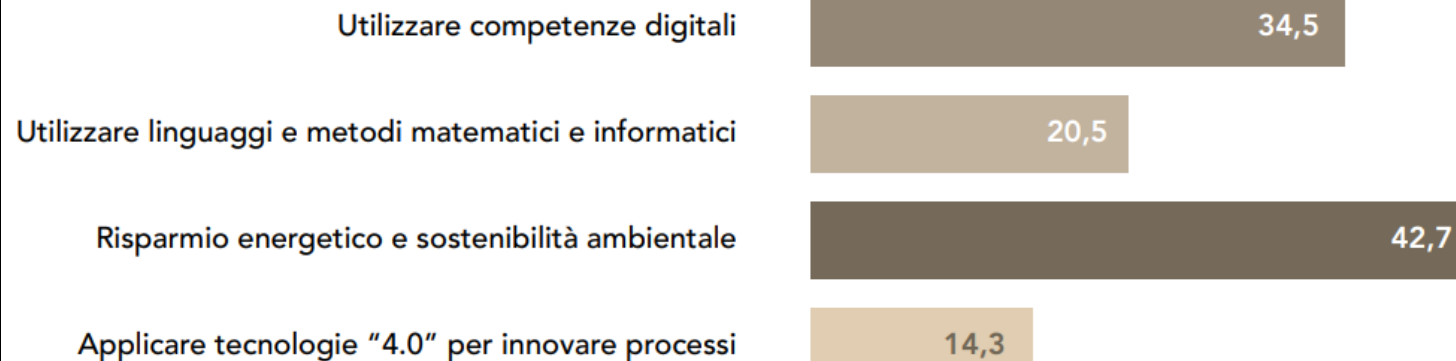 Utilizzare competenze digitali 34,5
Utilizzare linguaggi e metodi matematici e informatici 20,5
Risparmio energetico e sostenibilità ambientale 42,7
Applicare tecnologie “4.0” per innovare processi 14,3